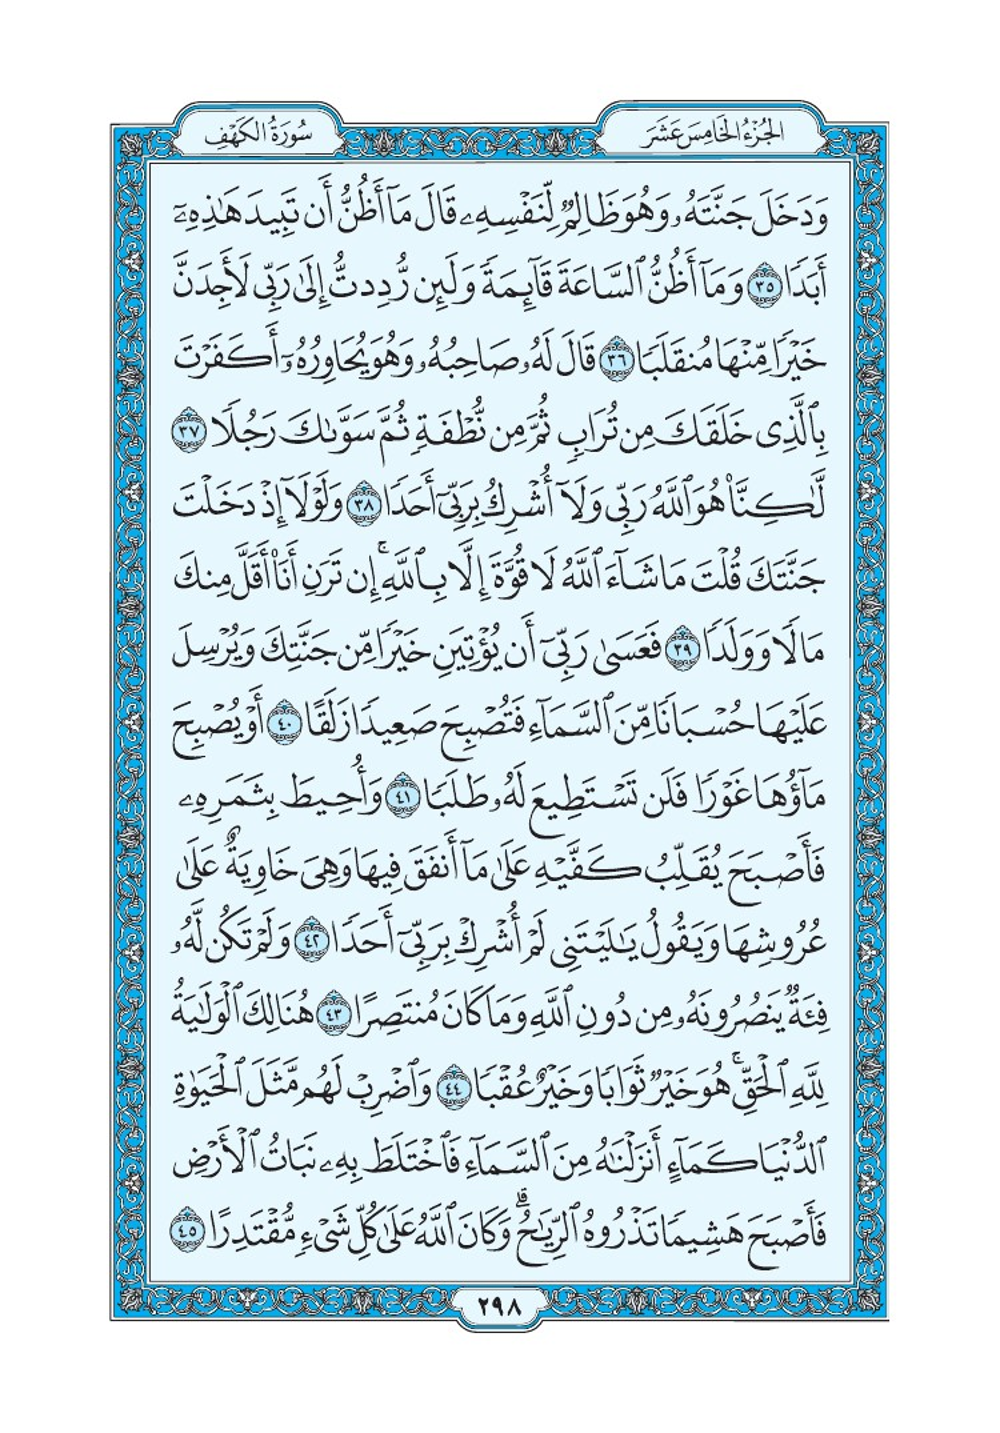 الجُزْءُ الخَامِسَ عَشَرَ
سُورَةُ الكَهْفِ
وَدَخَلَ جَنَّتَهُۥ وَهُوَ ظَالِمٌ لِّنَفْسِهِۦ قَالَ مَآ أَظُنُّ أَن تَبِيدَ هَٰذِهِۦٓ
أَبَدًا ٣٥ وَمَآ أَظُنُّ ٱلسَّاعَةَ قَآئِمَةً وَلَئِن رُّدِدتُّ إِلَىٰ رَبِّى لَأَجِدَنَّ
خَيْرًا مِّنْهَا مُنقَلَبًا ٣٦ قَالَ لَهُۥ صَاحِبُهُۥ وَهُوَ يُحَاوِرُهُۥٓ أَكَفَرْتَ
بِٱلَّذِى خَلَقَكَ مِن تُرَابٍ ثُمَّ مِن نُّطْفَةٍ ثُمَّ سَوَّىٰكَ رَجُلًا ٣٧
لَّٰكِنَّا۠ هُوَ ٱللَّهُ رَبِّى وَلَآ أُشْرِكُ بِرَبِّىٓ أَحَدًا ٣٨ وَلَوْلَآ إِذْ دَخَلْتَ
جَنَّتَكَ قُلْتَ مَا شَآءَ ٱللَّهُ لَا قُوَّةَ إِلَّا بِٱللَّهِ ۚ إِن تَرَنِ أَنَا۠ أَقَلَّ مِنكَ
مَالًا وَوَلَدًا ٣٩ فَعَسَىٰ رَبِّىٓ أَن يُؤْتِيَنِ خَيْرًا مِّن جَنَّتِكَ وَيُرْسِلَ
عَلَيْهَا حُسْبَانًا مِّنَ ٱلسَّمَآءِ فَتُصْبِحَ صَعِيدًا زَلَقًا ٤٠ أَوْ يُصْبِحَ
مَآؤُهَا غَوْرًا فَلَن تَسْتَطِيعَ لَهُۥ طَلَبًا ٤١ وَأُحِيطَ بِثَمَرِهِۦ
فَأَصْبَحَ يُقَلِّبُ كَفَّيْهِ عَلَىٰ مَآ أَنفَقَ فِيهَا وَهِىَ خَاوِيَةٌ عَلَىٰ
عُرُوشِهَا وَيَقُولُ يَٰلَيْتَنِى لَمْ أُشْرِكْ بِرَبِّىٓ أَحَدًا ٤٢ وَلَمْ تَكُن لَّهُۥ
فِئَةٌ يَنصُرُونَهُۥ مِن دُونِ ٱللَّهِ وَمَا كَانَ مُنتَصِرًا ٤٣ هُنَالِكَ ٱلْوَلَٰيَةُ
لِلَّهِ ٱلْحَقِّ ۚ هُوَ خَيْرٌ ثَوَابًا وَخَيْرٌ عُقْبًا ٤٤ وَٱضْرِبْ لَهُم مَّثَلَ ٱلْحَيَوٰةِ
ٱلدُّنْيَا كَمَآءٍ أَنزَلْنَٰهُ مِنَ ٱلسَّمَآءِ فَٱخْتَلَطَ بِهِۦ نَبَاتُ ٱلْأَرْضِ
فَأَصْبَحَ هَشِيمًا تَذْرُوهُ ٱلرِّيَٰحُ ۗ وَكَانَ ٱللَّهُ عَلَىٰ كُلِّ شَىْءٍ مُّقْتَدِرًا ٤٥
٢٩٨